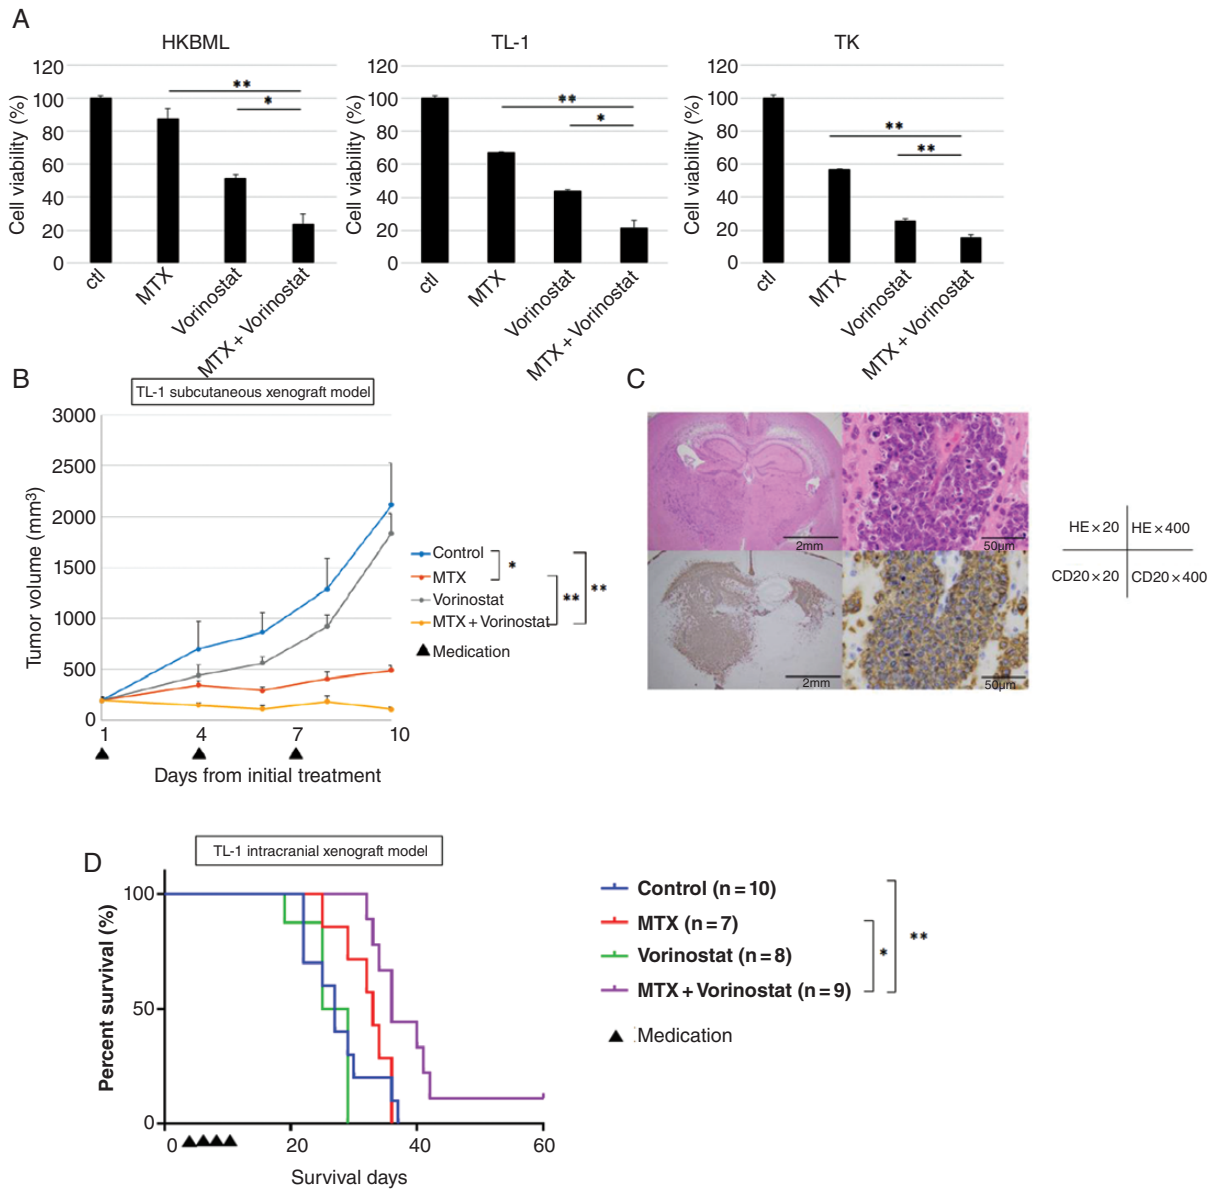 A
HKBML
TL-1
TK
Cell viability (%)
120
100
80
60
40
20
0
**
*
ctl
MTX
Vorinostat
MTX + Vorinostat
Cell viability (%)
120
100
80
60
40
20
0
**
*
ctl
MTX
Vorinostat
MTX + Vorinostat
Cell viability (%)
120
100
80
60
40
20
0
**
**
ctl
MTX
Vorinostat
MTX + Vorinostat
B
TL-1 subcutaneous xenograft model
Tumor volume (mm³)
3000
2500
2000
1500
1000
500
0
1 4 7 10
Days from initial treatment
Control
MTX
Vorinostat
MTX + Vorinostat
Medication
*
**
**
C
2mm
50μm
2mm
50μm
HE × 20 HE × 400
CD20 × 20 CD20 × 400
D
TL-1 intracranial xenograft model
Percent survival (%)
100
50
0
0 20 40 60
Survival days
Control (n = 10)
MTX (n = 7)
Vorinostat (n = 8)
MTX + Vorinostat (n = 9)
Medication
*
**